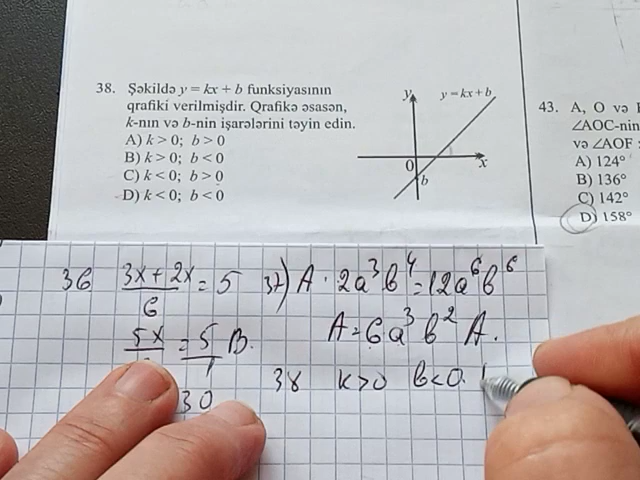 38. Şəkildə y = kx + b funksiyasının
qrafiki verilmişdir. Qrafikə əsasən,
k-nın və b-nin işarələrini təyin edin.
A) k > 0; b > 0
B) k > 0; b < 0
C) k < 0; b > 0
D) k < 0; b < 0
y
y = kx + b
0
x
b
43. A, O və
∠AOC-nin
və ∠AOF
A) 124°
B) 136°
C) 142°
D) 158°
36 (3x + 2x)/6 = 5
5x = 5/1 B.
30
37) A · 2a³b⁴ = 12a⁶b⁶
A = 6a³b² A.
38 k>0 b<0.